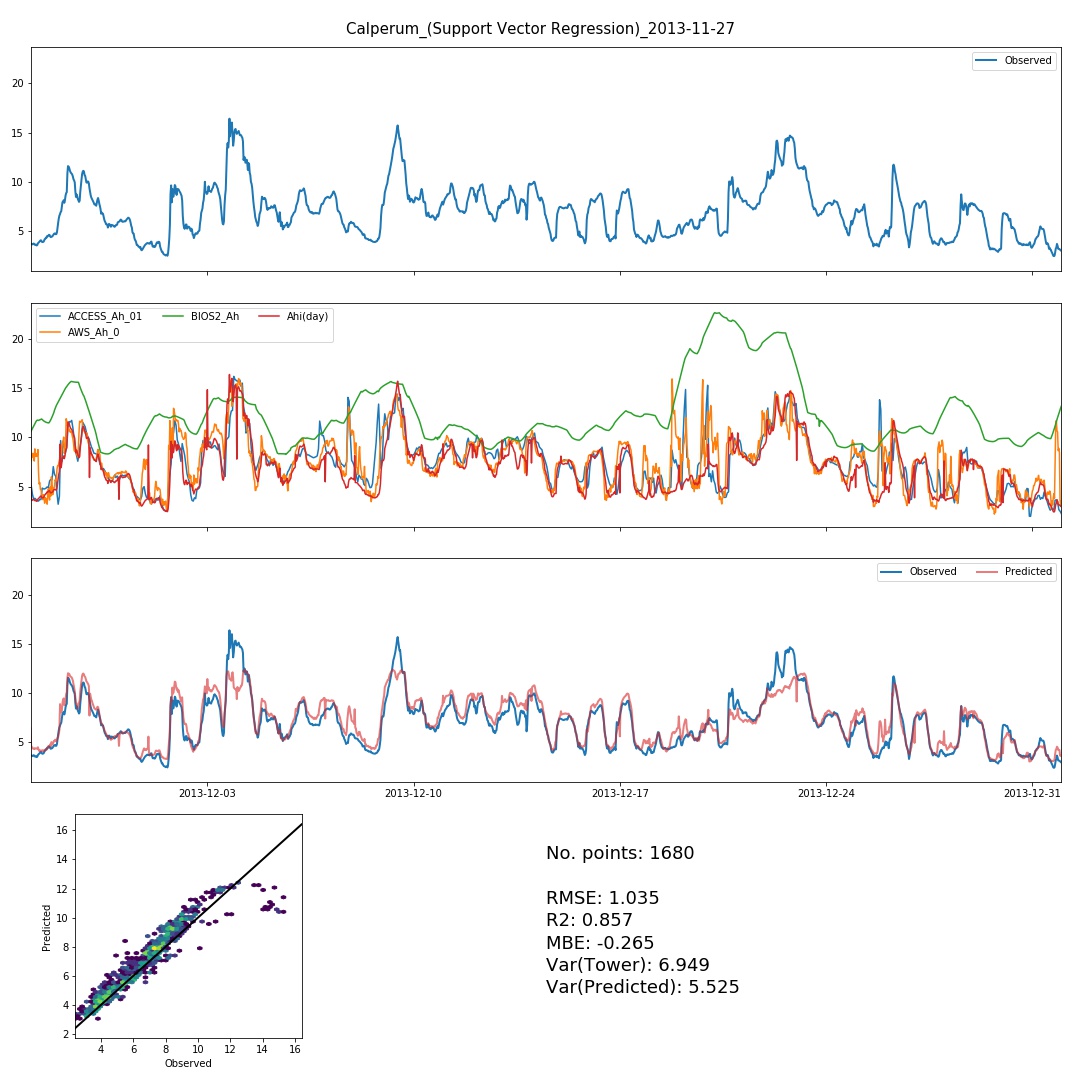 Calperum_(Support Vector Regression)_2013-11-27
Observed
20
15
10
5
ACCESS_Ah_01 BIOS2_Ah Ahi(day)
AWS_Ah_0
20
15
10
5
Observed Predicted
20
15
10
5
2013-12-03 2013-12-10 2013-12-17 2013-12-24 2013-12-31
16
14
12
10
8
6
4
2
Predicted
4 6 8 10 12 14 16
Observed
No. points: 1680
RMSE: 1.035
R2: 0.857
MBE: -0.265
Var(Tower): 6.949
Var(Predicted): 5.525